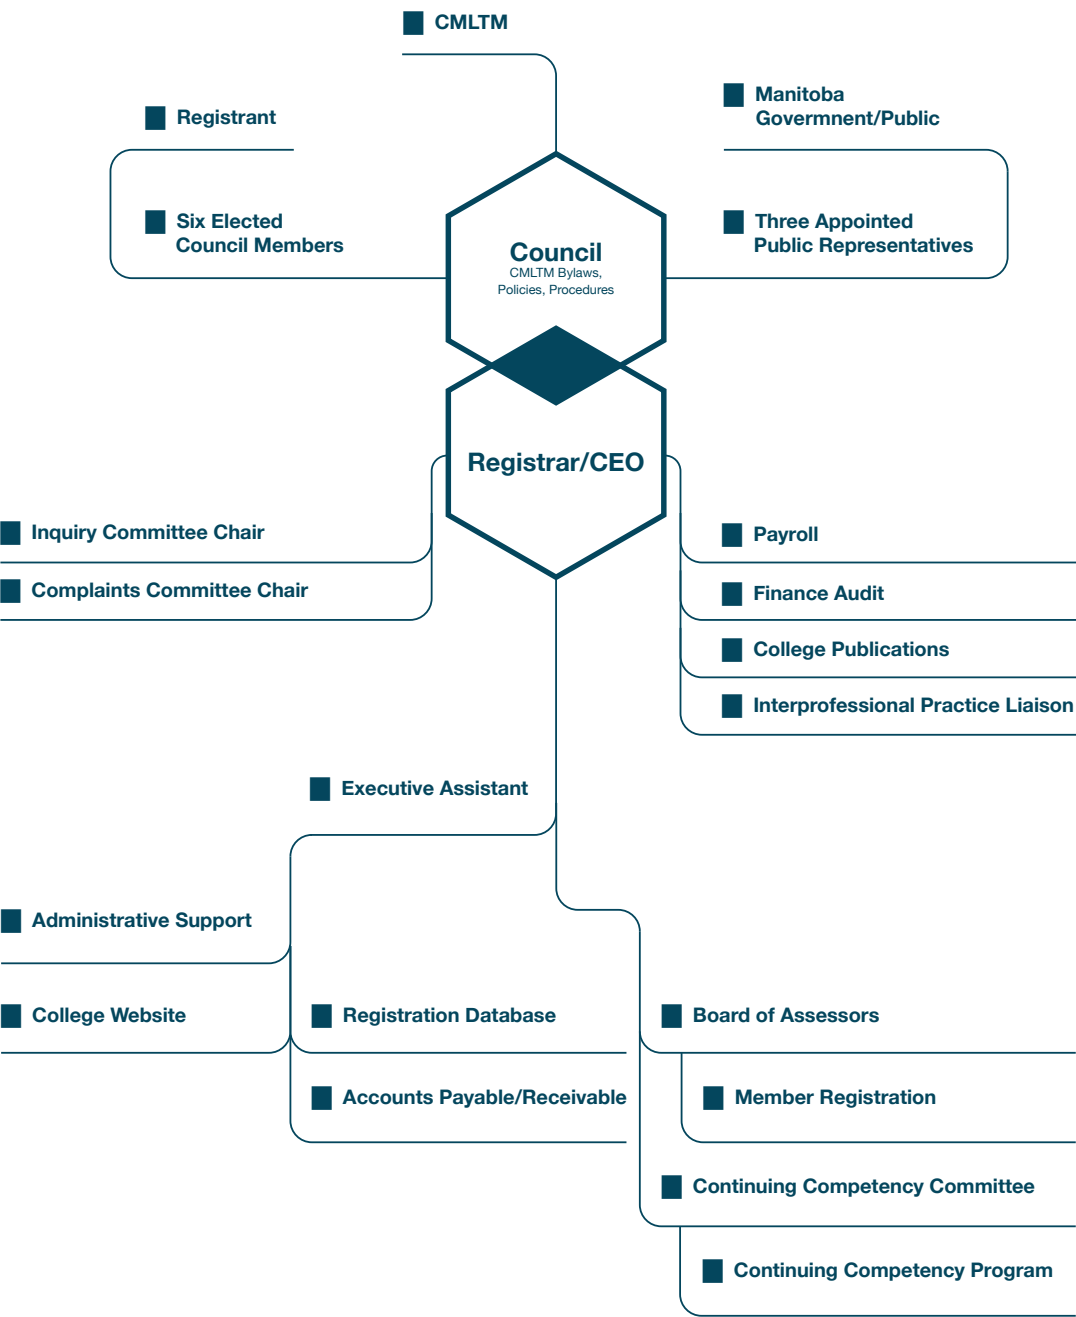 CMLTM
Registrant
Manitoba
Govermnent/Public
Six Elected
Council Members
Three Appointed
Public Representatives
Council
CMLTM Bylaws,
Policies, Procedures
Registrar/CEO
Inquiry Committee Chair
Complaints Committee Chair
Payroll
Finance Audit
College Publications
Interprofessional Practice Liaison
Executive Assistant
Administrative Support
College Website
Registration Database
Accounts Payable/Receivable
Board of Assessors
Member Registration
Continuing Competency Committee
Continuing Competency Program